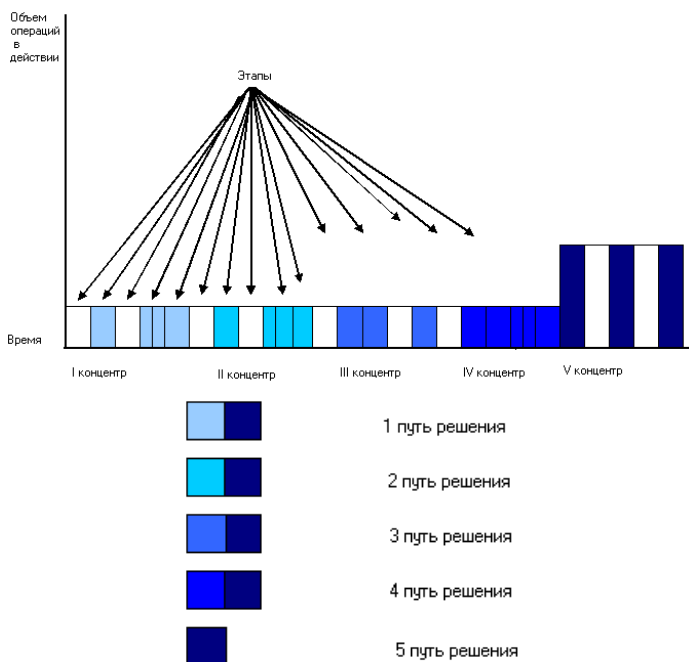 Объем
операций
в
действии
Этапы
Время
I концентр
II концентр
III концентр
IV концентр
V концентр
1 путь решения
2 путь решения
3 путь решения
4 путь решения
5 путь решения